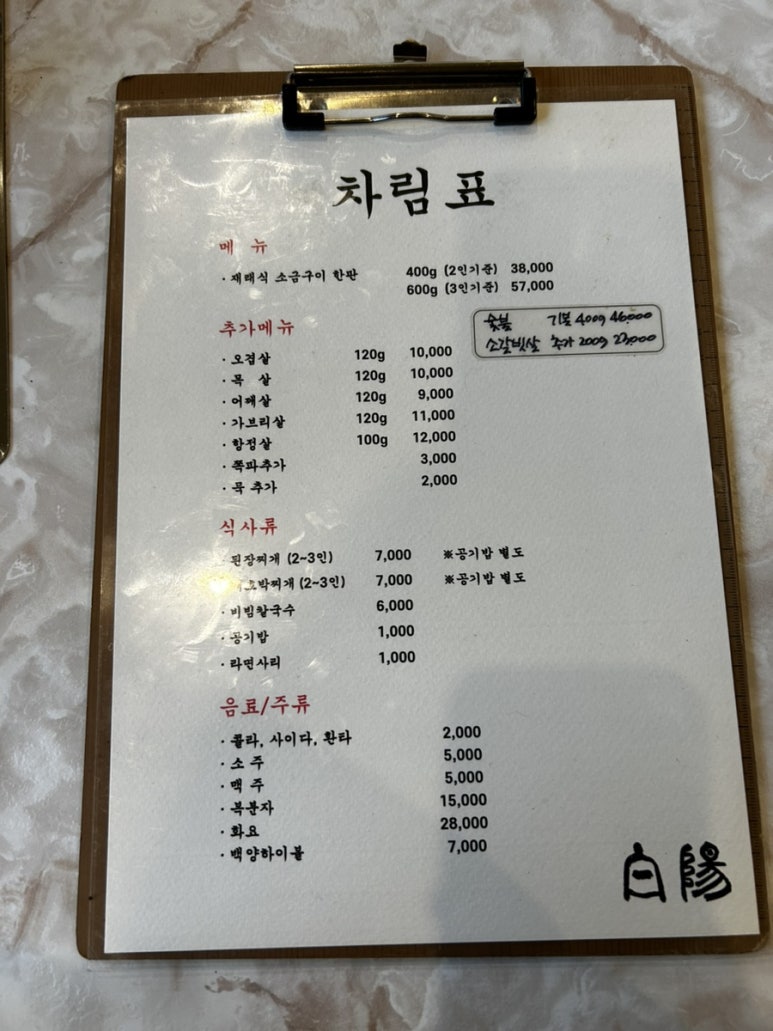 차림표
메 뉴
· 재래식 소금구이 한판 400g (2인기준) 38,000
600g (3인기준) 57,000
숯불 기본 400g 46,000
소갈빗살 추가 200g 23,000
추가메뉴
· 오겹살 120g 10,000
· 목 살 120g 10,000
· 어깨살 120g 9,000
· 가브리살 120g 11,000
· 항정살 100g 12,000
· 쪽파추가 3,000
· 묵 추가 2,000
식사류
된장찌개 (2~3인) 7,000 ※공기밥 별도
(2~3인) 7,000 ※공기밥 별도
· 비빔칼국수 6,000
· 공기밥 1,000
· 라면사리 1,000
음료/주류
· 콜라, 사이다, 환타 2,000
· 소 주 5,000
· 맥 주 5,000
· 복분자 15,000
· 화요 28,000
· 백양하이볼 7,000
白陽